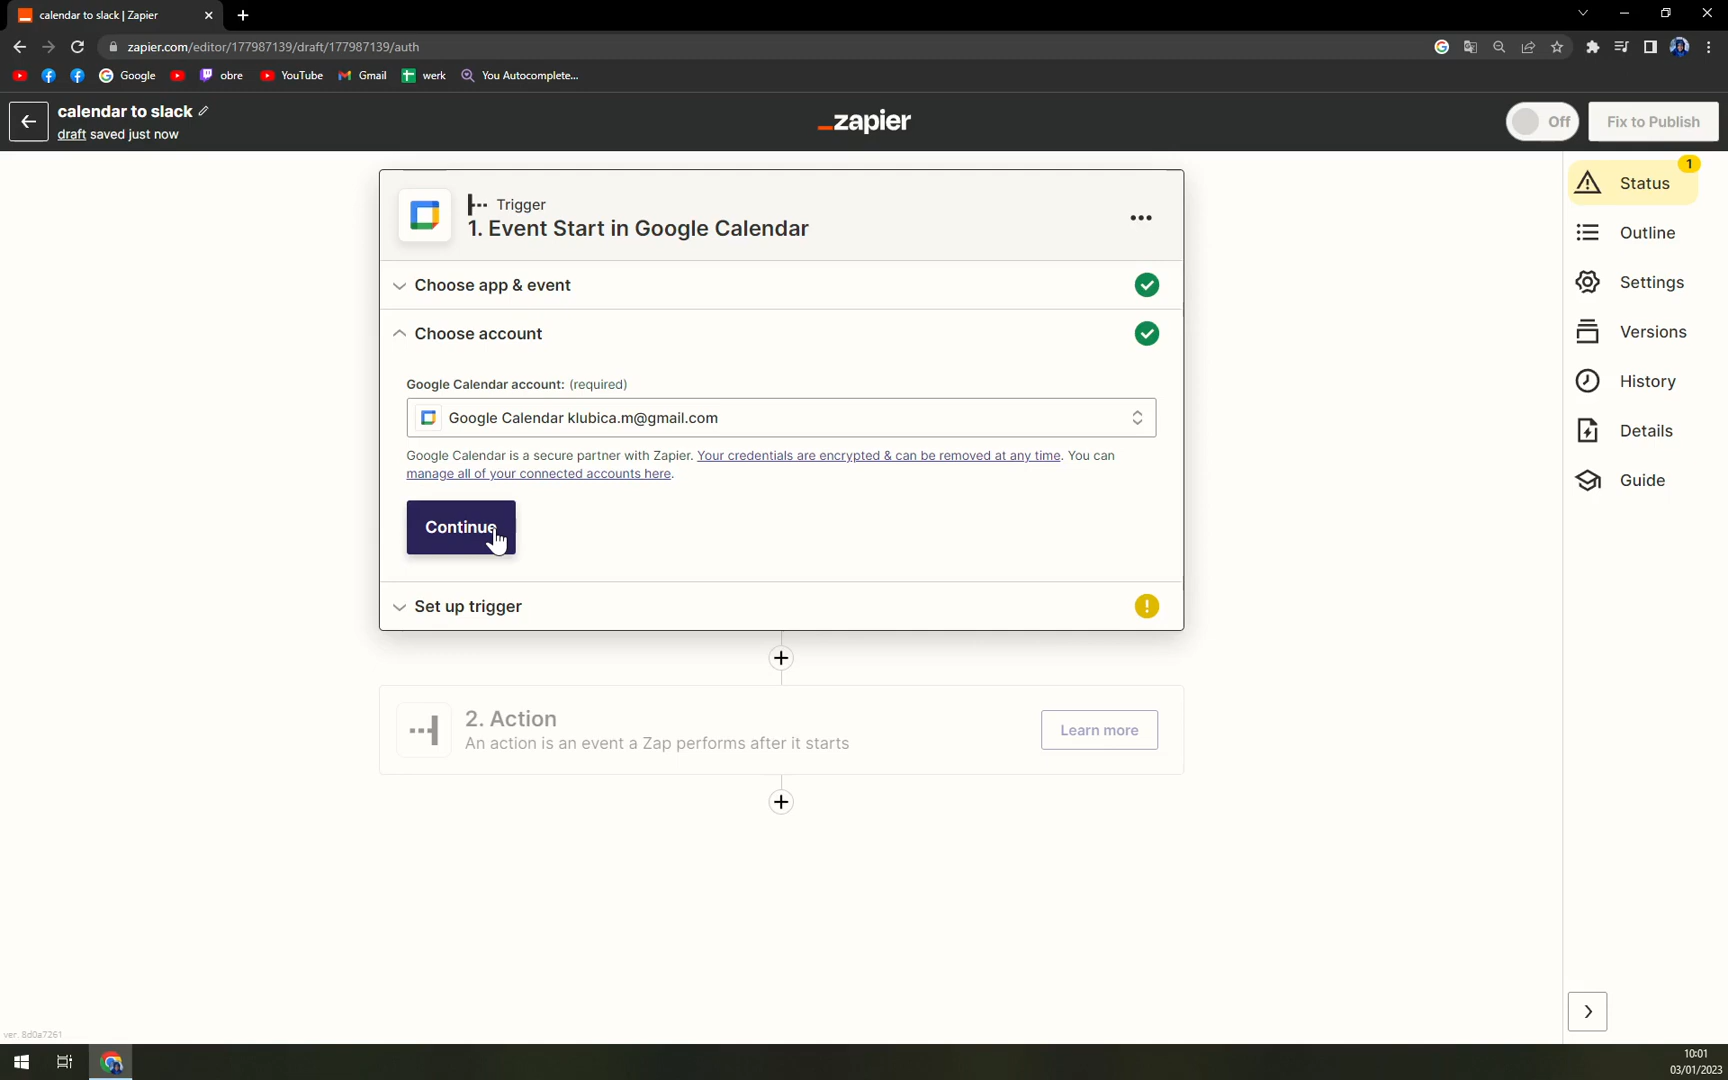 calendar to slack | Zapier
zapier.com/editor/177987139/draft/177987139/auth
Google
obre
YouTube
Gmail
werk
You Autocomplete...
calendar to slack
draft saved just now
_zapier
Off
Fix to Publish
Trigger
1. Event Start in Google Calendar
Choose app & event
Choose account
Google Calendar account: (required)
Google Calendar klubica.m@gmail.com
Google Calendar is a secure partner with Zapier. Your credentials are encrypted & can be removed at any time. You can
manage all of your connected accounts here.
Continue
Set up trigger
2. Action
An action is an event a Zap performs after it starts
Learn more
1
Status
Outline
Settings
Versions
History
Details
Guide
ver. 8d0a7261
10:01
03/01/2023